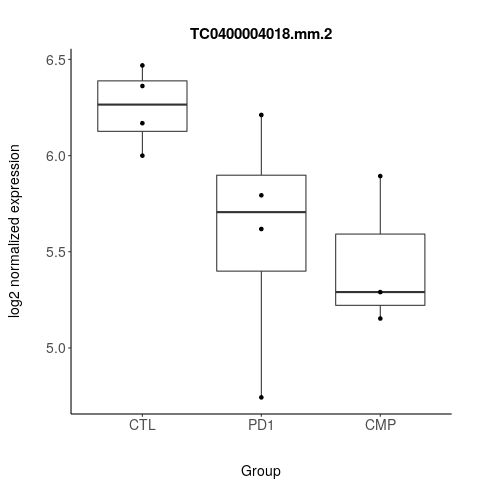 TC0400004018.mm.2
log2 normalized expression
6.5
6.0
5.5
5.0
CTL PD1 CMP
Group